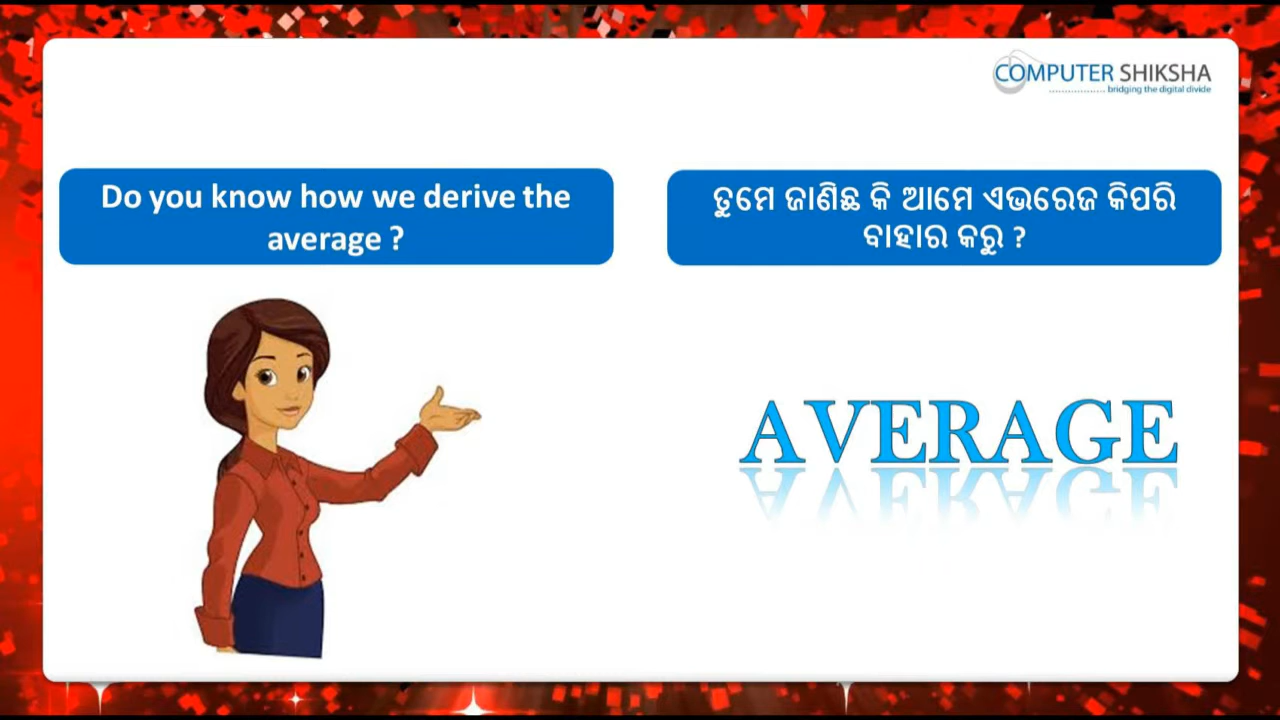 COMPUTER SHIKSHA
bridging the digital divide
Do you know how we derive the
average ?
ତୁମେ ଜାଣିଛ କି ଆମେ ଏଭରେଜ କିପରି
ବାହାର କରୁ ?
AVERAGE